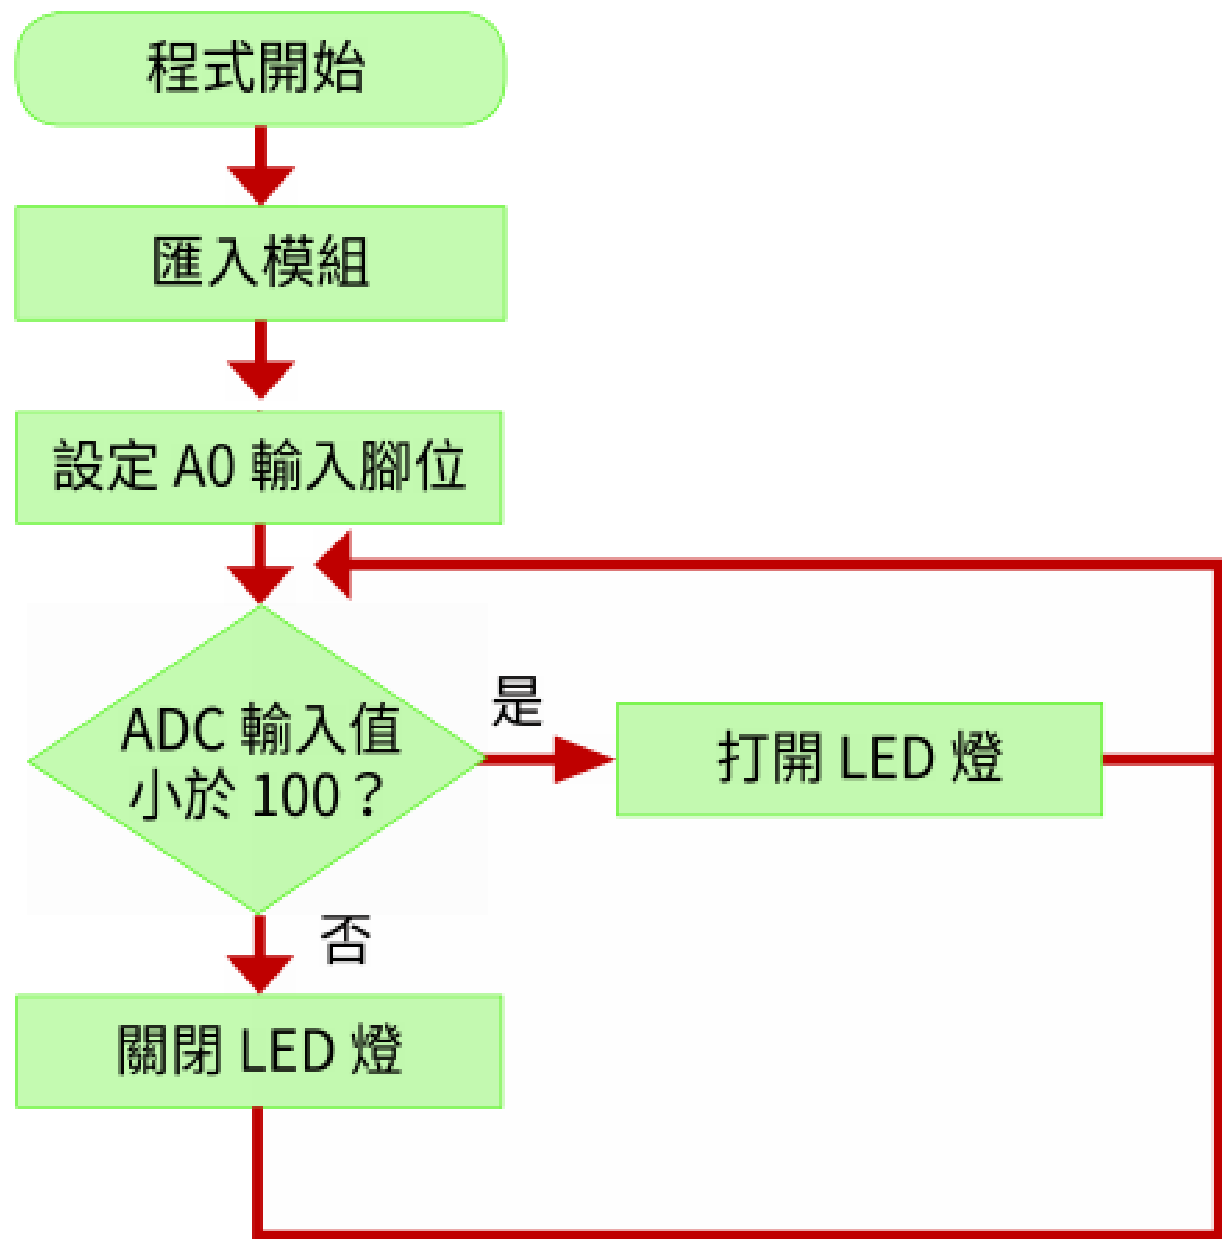 程式開始
匯入模組
設定 A0 輸入腳位
是
ADC 輸入值
小於 100？
打開 LED 燈
否
關閉 LED 燈